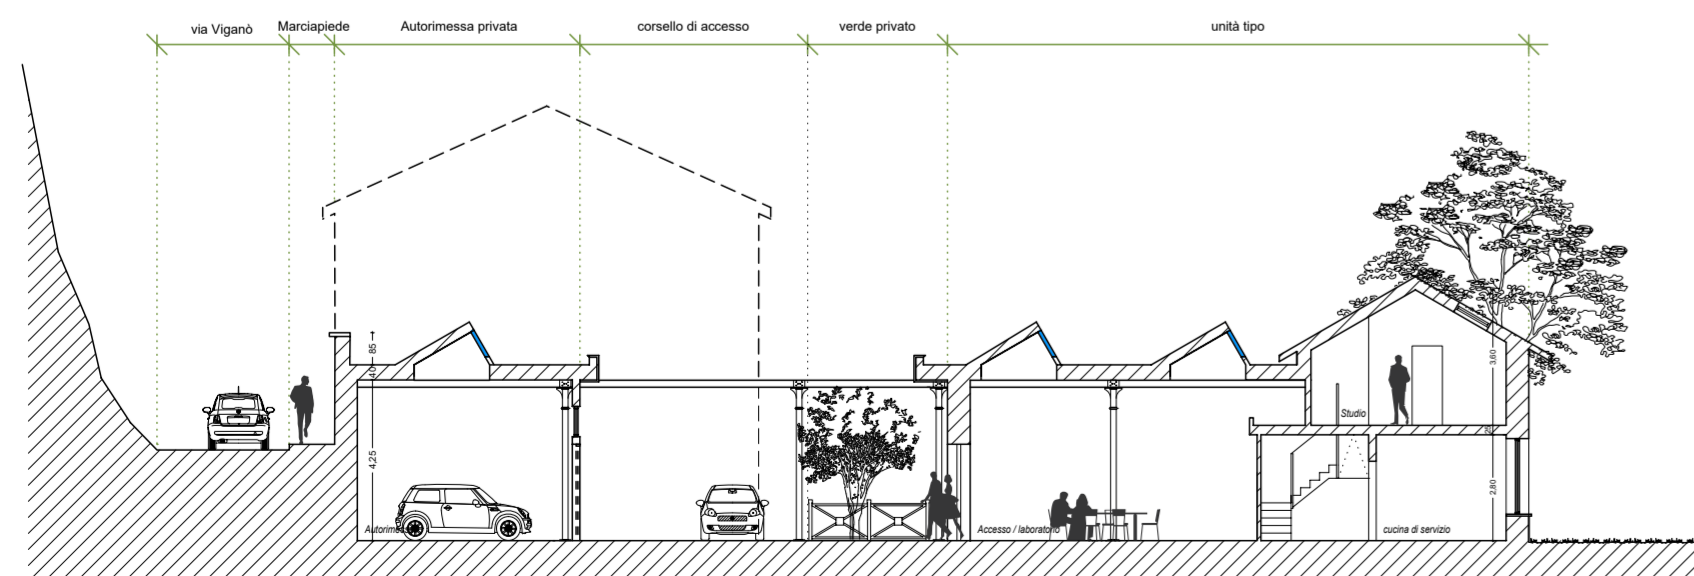 via Viganò
Marciapiede
Autorimessa privata
corsello di accesso
verde privato
unità tipo
85
40
4,25
3,60
Studio
25
2,80
Accesso / laboratorio
cucina di servizio